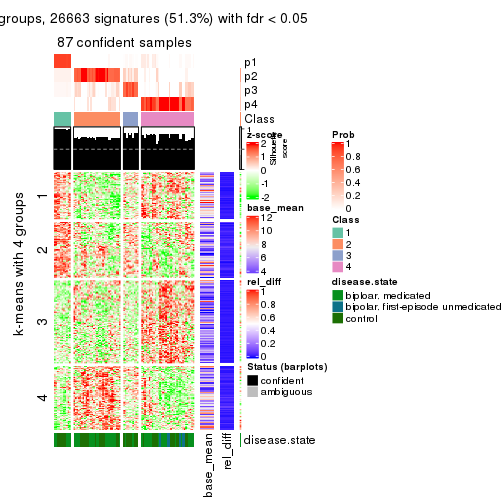 groups, 26663 signatures (51.3%) with fdr < 0.05
87 confident samples
p1
p2
p3
p4
Class
1
Silhouette
score
k-means with 4 groups
1
2
3
4
disease.state
base_mean
rel_diff
z-score
2
1
0
-1
-2
base_mean
12
10
8
6
4
rel_diff
1
0.8
0.6
0.4
0.2
0
Status (barplots)
confident
ambiguous
Prob
1
0.8
0.6
0.4
0.2
0
Class
1
2
3
4
disease.state
biploar, medicated
bipolar, first-episode unmedicated
control